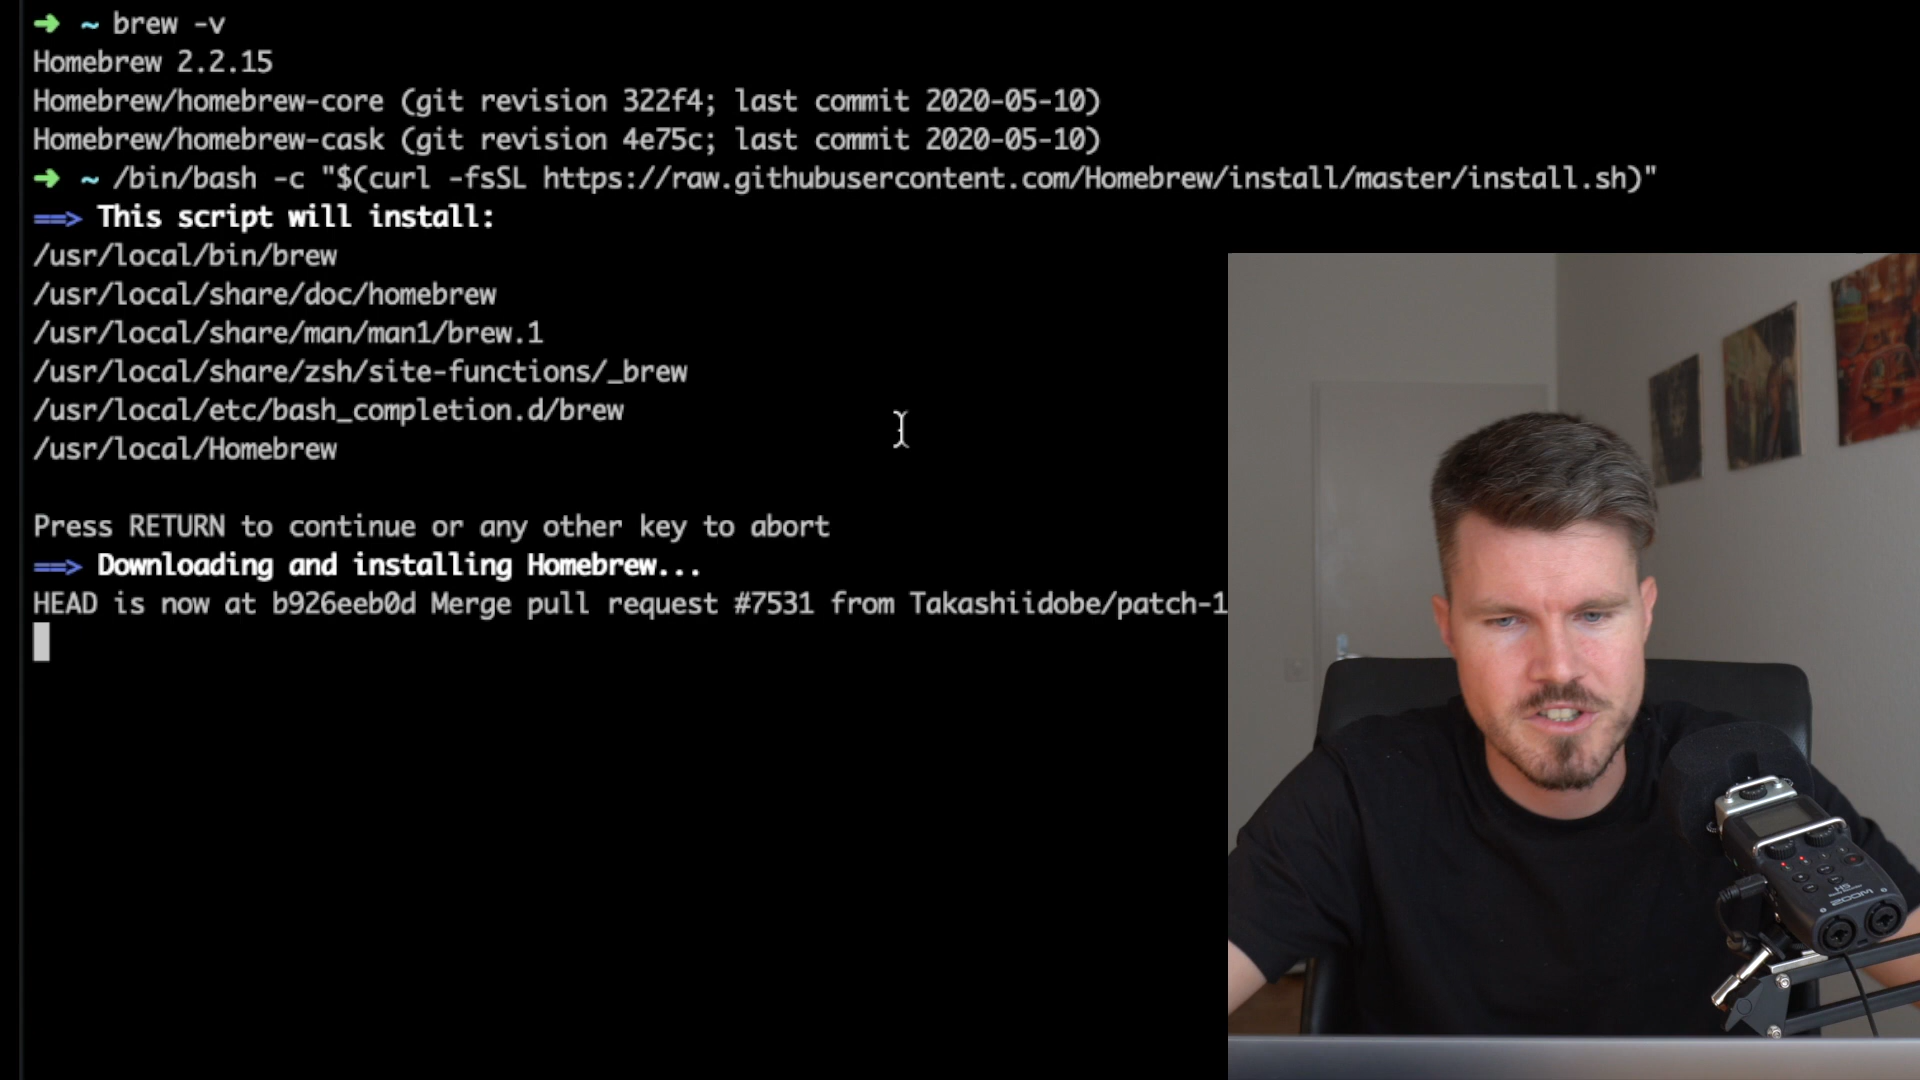 ➜ ~ brew -v
Homebrew 2.2.15
Homebrew/homebrew-core (git revision 322f4; last commit 2020-05-10)
Homebrew/homebrew-cask (git revision 4e75c; last commit 2020-05-10)
➜ ~ /bin/bash -c "$(curl -fsSL https://raw.githubusercontent.com/Homebrew/install/master/install.sh)"
==> This script will install:
/usr/local/bin/brew
/usr/local/share/doc/homebrew
/usr/local/share/man/man1/brew.1
/usr/local/share/zsh/site-functions/_brew
/usr/local/etc/bash_completion.d/brew
/usr/local/Homebrew
Press RETURN to continue or any other key to abort
==> Downloading and installing Homebrew...
HEAD is now at b926eeb0d Merge pull request #7531 from Takashiidobe/patch-1
H5
ZOOM